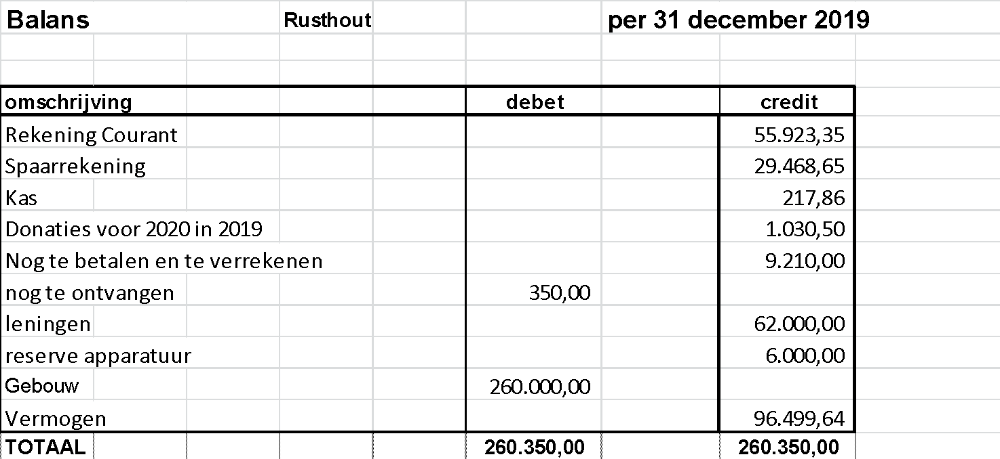 Balans Rusthout per 31 december 2019
omschrijving debet credit
Rekening Courant 55.923,35
Spaarrekening 29.468,65
Kas 217,86
Donaties voor 2020 in 2019 1.030,50
Nog te betalen en te verrekenen 9.210,00
nog te ontvangen 350,00
leningen 62.000,00
reserve apparatuur 6.000,00
Gebouw 260.000,00
Vermogen 96.499,64
TOTAAL 260.350,00 260.350,00